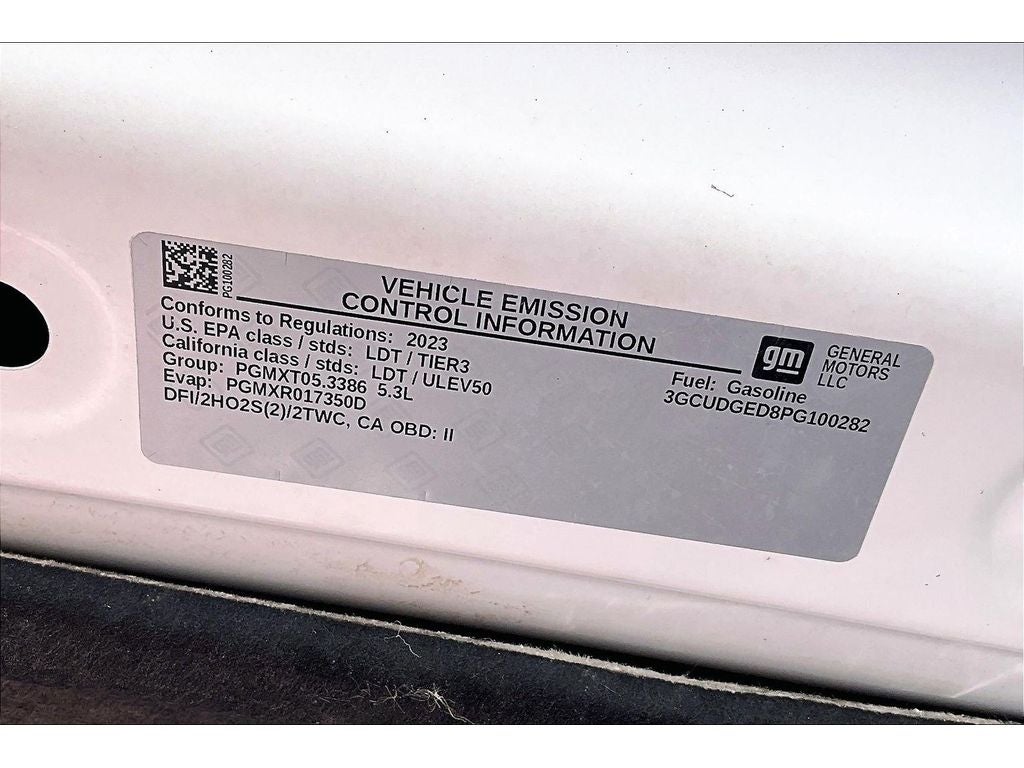 PG100282
VEHICLE EMISSION
CONTROL INFORMATION
Conforms to Regulations: 2023
U.S. EPA class / stds: LDT / TIER3
California class / stds: LDT / ULEV50
Group: PGMXT05.3386 5.3L
Evap: PGMXR017350D
DFI/2HO2S(2)/2TWC, CA OBD: II
gm
GENERAL
MOTORS
LLC
Fuel: Gasoline
3GCUDGED8PG100282